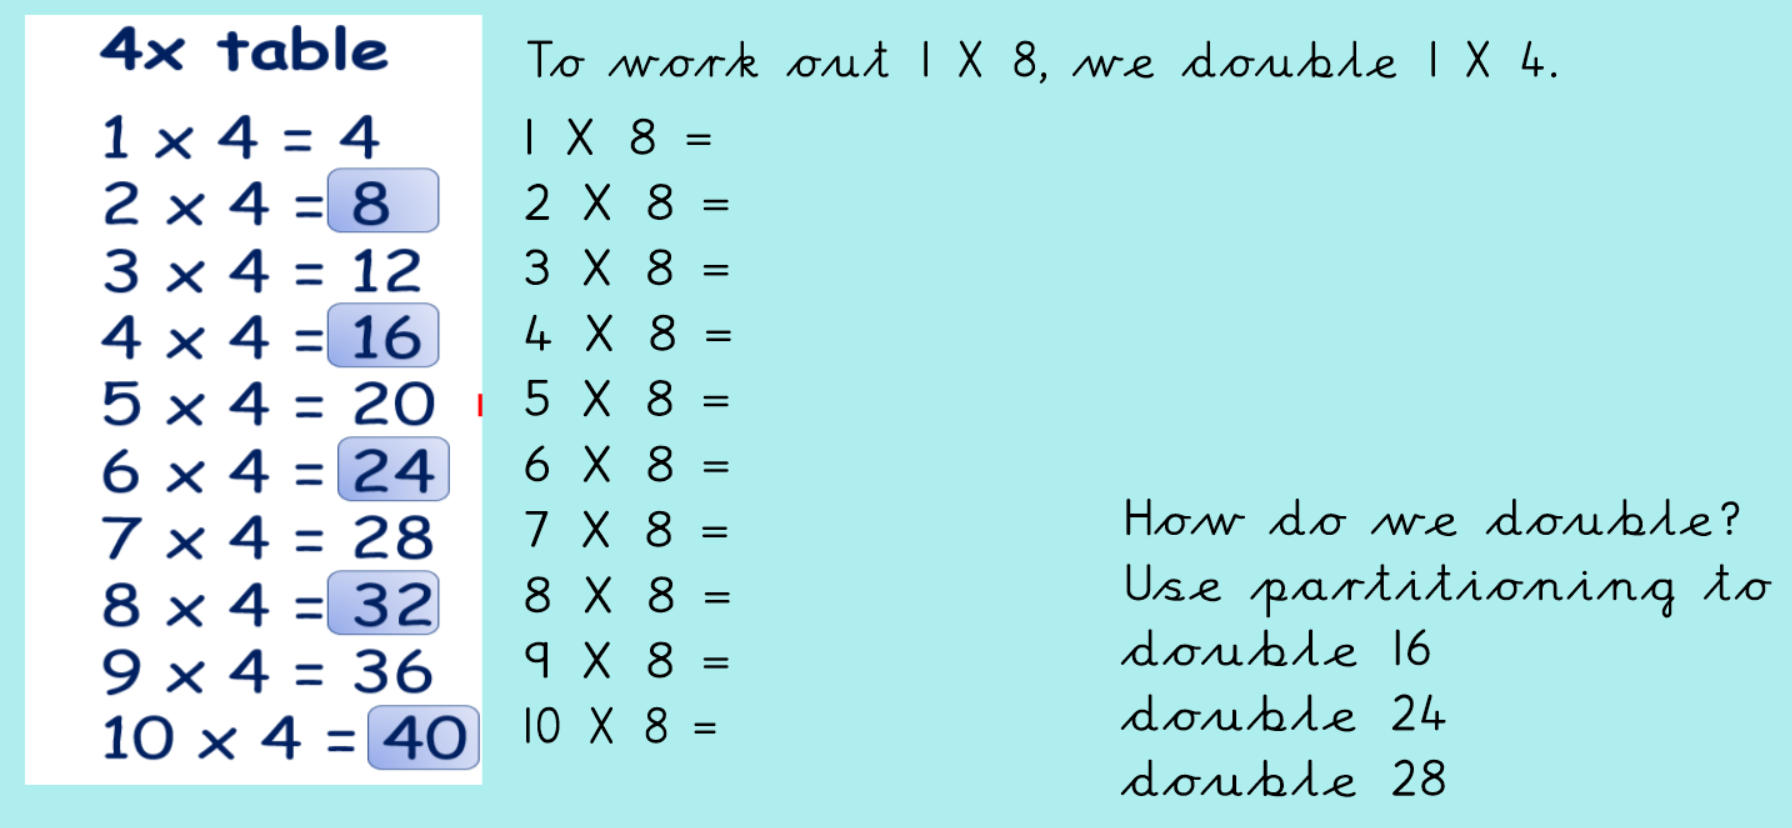 4x table
1 x 4 = 4
2 x 4 = 8
3 x 4 = 12
4 x 4 = 16
5 x 4 = 20
6 x 4 = 24
7 x 4 = 28
8 x 4 = 32
9 x 4 = 36
10 x 4 = 40
To work out 1 X 8, we double 1 X 4.
1 X 8 =
2 X 8 =
3 X 8 =
4 X 8 =
5 X 8 =
6 X 8 =
7 X 8 =
8 X 8 =
9 X 8 =
10 X 8 =
How do we double?
Use partitioning to
double 16
double 24
double 28